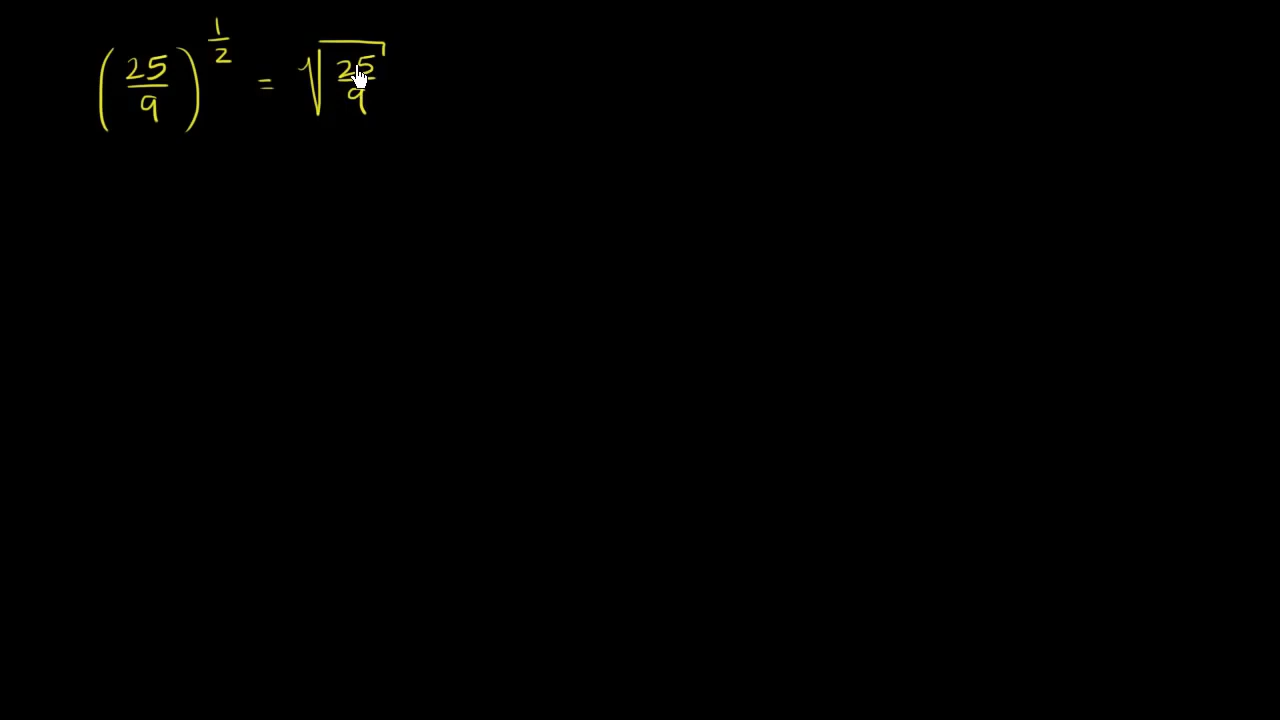 (25/9)^(1/2) = √(25/9)